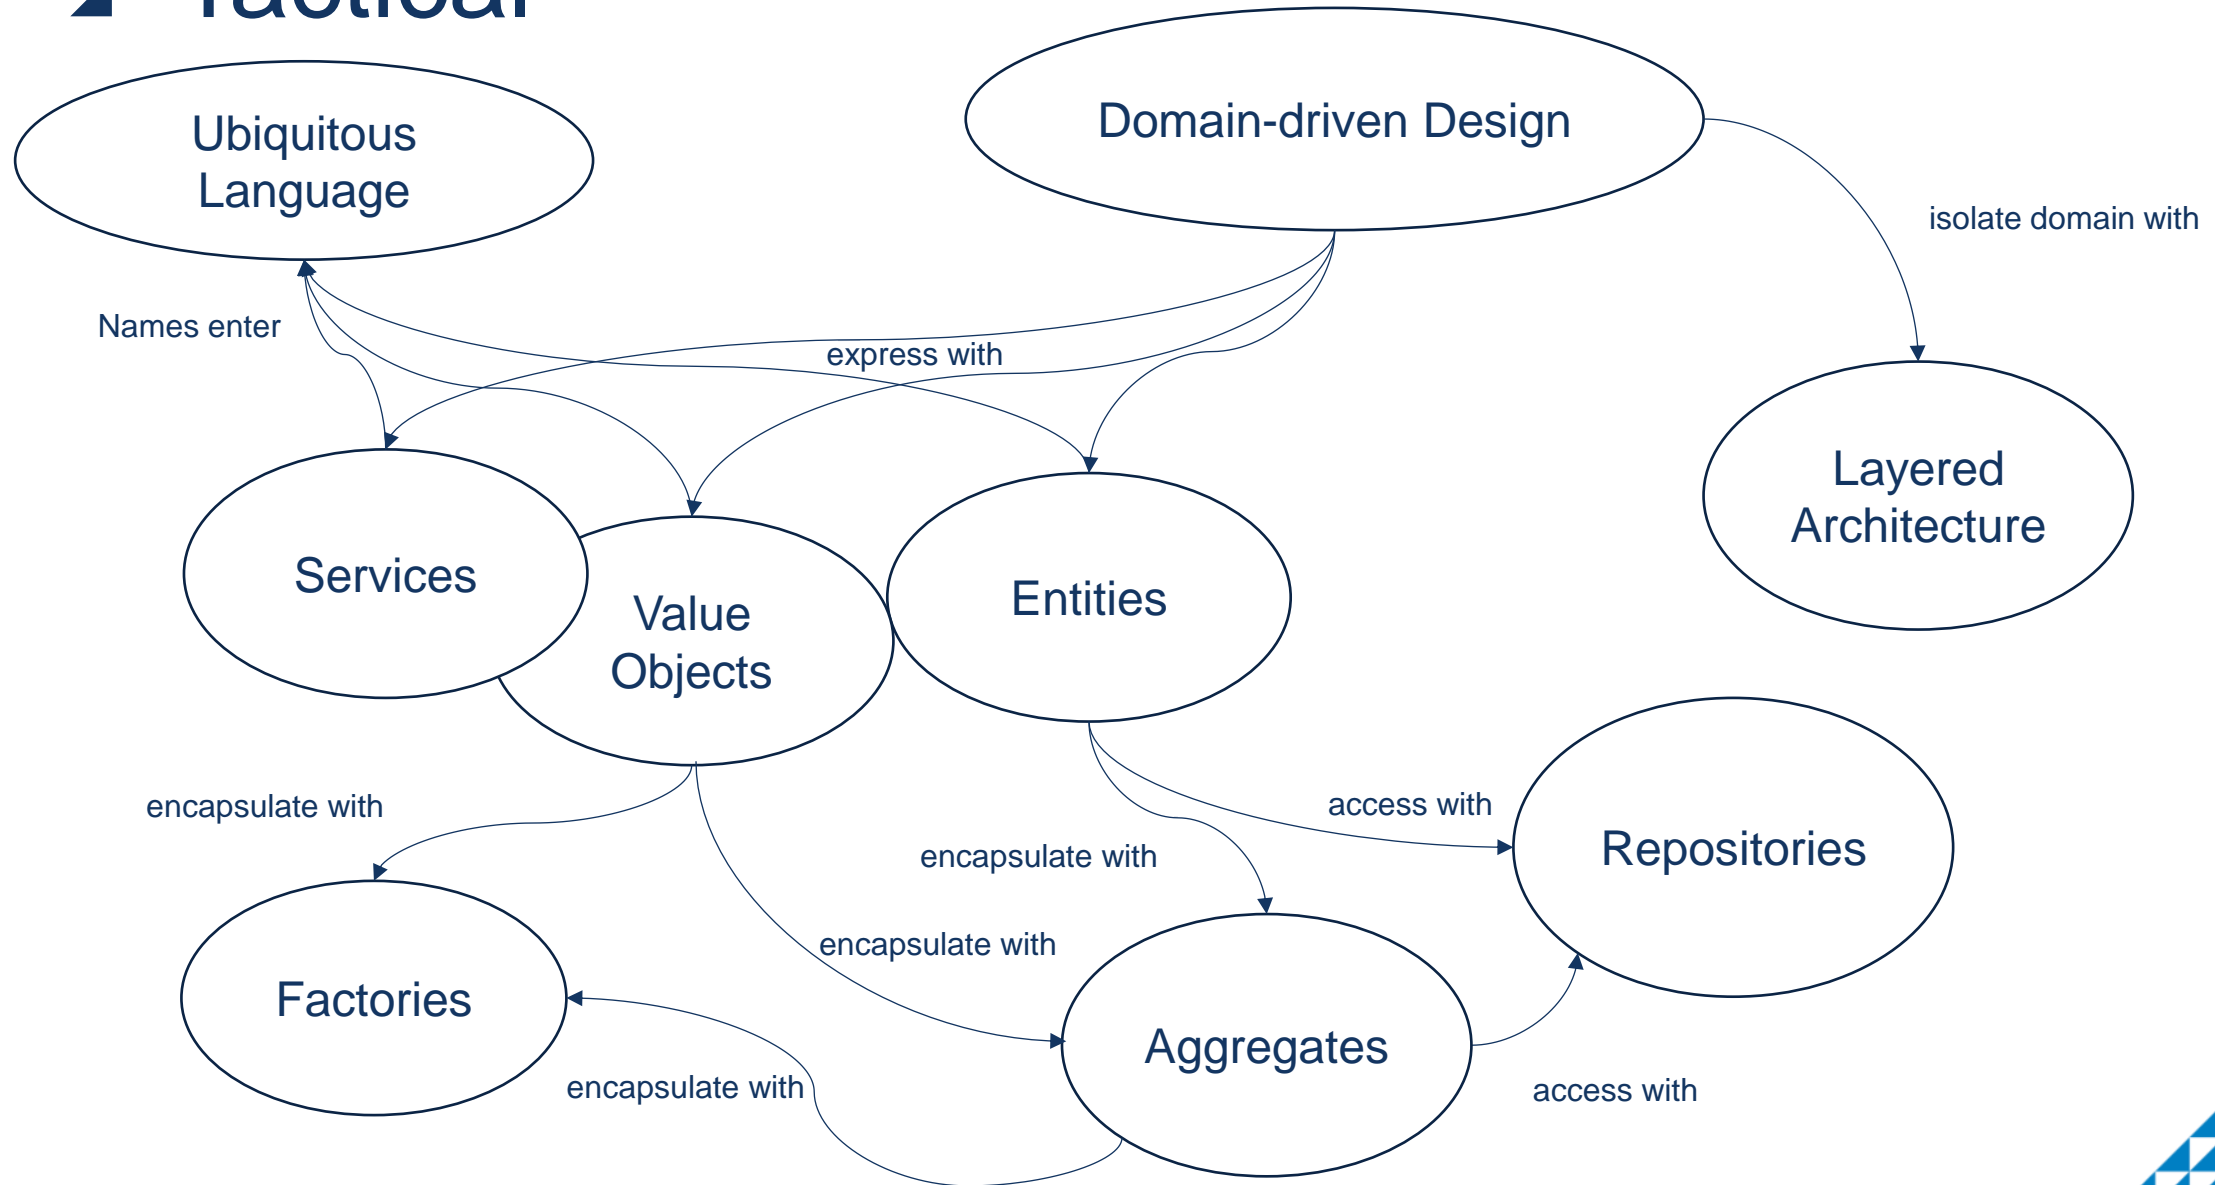 Tactical
Ubiquitous
Language
Domain-driven Design
isolate domain with
Names enter
express with
Layered
Architecture
Services
Value
Objects
Entities
encapsulate with
access with
encapsulate with
Repositories
encapsulate with
Factories
Aggregates
encapsulate with
access with